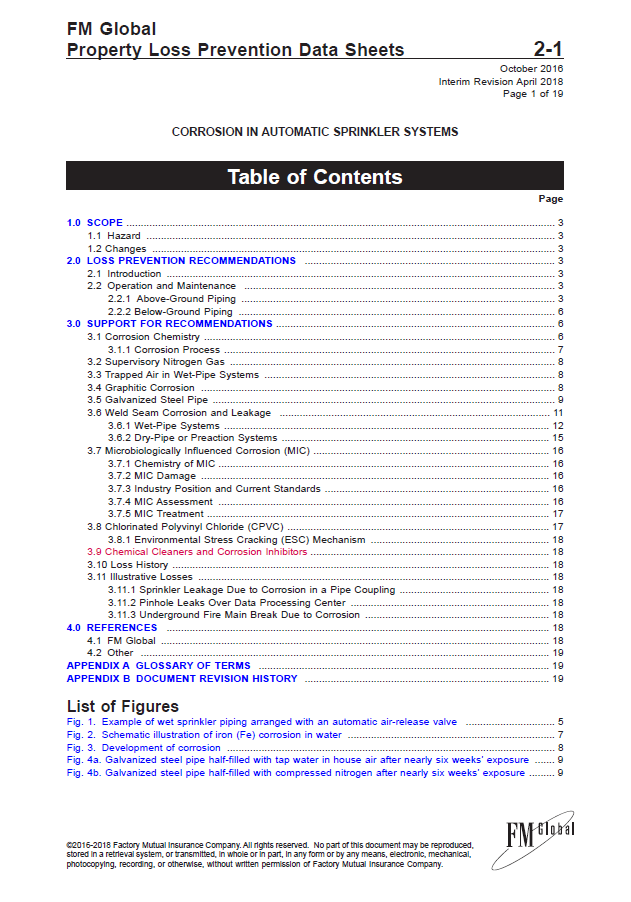 FM Global
Property Loss Prevention Data Sheets 2-1
October 2016
Interim Revision April 2018
Page 1 of 19
CORROSION IN AUTOMATIC SPRINKLER SYSTEMS
Table of Contents
Page
1.0 SCOPE ... 3
1.1 Hazard ... 3
1.2 Changes ... 3
2.0 LOSS PREVENTION RECOMMENDATIONS ... 3
2.1 Introduction ... 3
2.2 Operation and Maintenance ... 3
2.2.1 Above-Ground Piping ... 3
2.2.2 Below-Ground Piping ... 6
3.0 SUPPORT FOR RECOMMENDATIONS ... 6
3.1 Corrosion Chemistry ... 6
3.1.1 Corrosion Process ... 7
3.2 Supervisory Nitrogen Gas ... 8
3.3 Trapped Air in Wet-Pipe Systems ... 8
3.4 Graphitic Corrosion ... 8
3.5 Galvanized Steel Pipe ... 9
3.6 Weld Seam Corrosion and Leakage ... 11
3.6.1 Wet-Pipe Systems ... 12
3.6.2 Dry-Pipe or Preaction Systems ... 15
3.7 Microbiologically Influenced Corrosion (MIC) ... 16
3.7.1 Chemistry of MIC ... 16
3.7.2 MIC Damage ... 16
3.7.3 Industry Position and Current Standards ... 16
3.7.4 MIC Assessment ... 16
3.7.5 MIC Treatment ... 17
3.8 Chlorinated Polyvinyl Chloride (CPVC) ... 17
3.8.1 Environmental Stress Cracking (ESC) Mechanism ... 18
3.9 Chemical Cleaners and Corrosion Inhibitors ... 18
3.10 Loss History ... 18
3.11 Illustrative Losses ... 18
3.11.1 Sprinkler Leakage Due to Corrosion in a Pipe Coupling ... 18
3.11.2 Pinhole Leaks Over Data Processing Center ... 18
3.11.3 Underground Fire Main Break Due to Corrosion ... 18
4.0 REFERENCES ... 18
4.1 FM Global ... 18
4.2 Other ... 19
APPENDIX A GLOSSARY OF TERMS ... 19
APPENDIX B DOCUMENT REVISION HISTORY ... 19
List of Figures
Fig. 1. Example of wet sprinkler piping arranged with an automatic air-release valve ... 5
Fig. 2. Schematic illustration of iron (Fe) corrosion in water ... 7
Fig. 3. Development of corrosion ... 8
Fig. 4a. Galvanized steel pipe half-filled with tap water in house air after nearly six weeks' exposure ... 9
Fig. 4b. Galvanized steel pipe half-filled with compressed nitrogen after nearly six weeks' exposure ... 9
FM Global
©2016-2018 Factory Mutual Insurance Company. All rights reserved. No part of this document may be reproduced,
stored in a retrieval system, or transmitted, in whole or in part, in any form or by any means, electronic, mechanical,
photocopying, recording, or otherwise, without written permission of Factory Mutual Insurance Company.